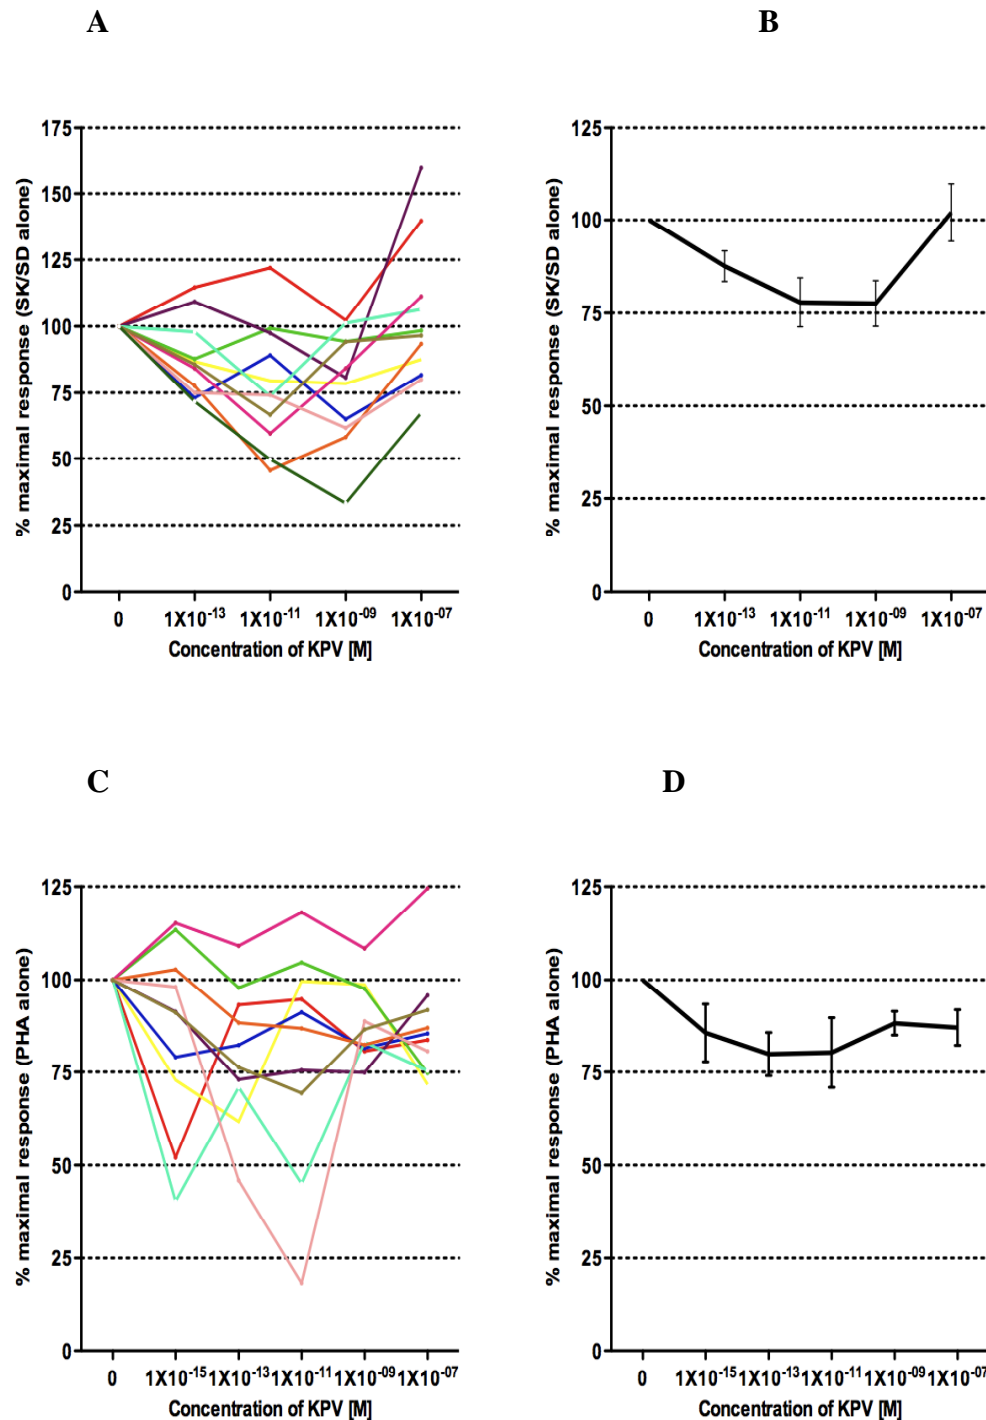 A
B
% maximal response (SK/SD alone)
175
150
125
100
75
50
25
0
0 1X10⁻¹³ 1X10⁻¹¹ 1X10⁻⁰⁹ 1X10⁻⁰⁷
Concentration of KPV [M]
% maximal response (SK/SD alone)
125
100
75
50
25
0
0 1X10⁻¹³ 1X10⁻¹¹ 1X10⁻⁰⁹ 1X10⁻⁰⁷
Concentration of KPV [M]
C
D
% maximal response (PHA alone)
125
100
75
50
25
0
0 1X10⁻¹⁵ 1X10⁻¹³ 1X10⁻¹¹ 1X10⁻⁰⁹ 1X10⁻⁰⁷
Concentration of KPV [M]
% maximal response (PHA alone)
125
100
75
50
25
0
0 1X10⁻¹⁵ 1X10⁻¹³ 1X10⁻¹¹ 1X10⁻⁰⁹ 1X10⁻⁰⁷
Concentration of KPV [M]